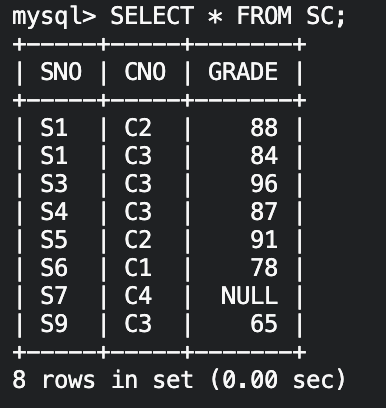 mysql> SELECT * FROM SC;
+------+------+-------+
| SNO  | CNO  | GRADE |
+------+------+-------+
| S1   | C2   |    88 |
| S1   | C3   |    84 |
| S3   | C3   |    96 |
| S4   | C3   |    87 |
| S5   | C2   |    91 |
| S6   | C1   |    78 |
| S7   | C4   |  NULL |
| S9   | C3   |    65 |
+------+------+-------+
8 rows in set (0.00 sec)